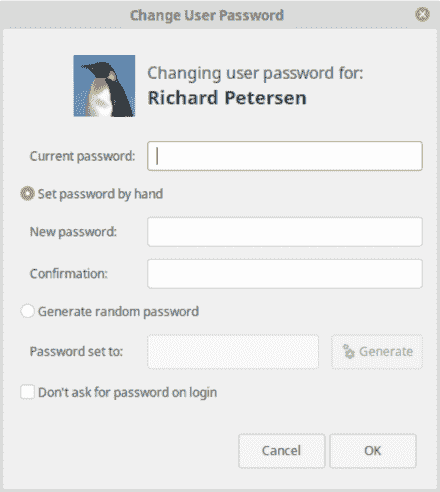 Change User Password
Changing user password for:
Richard Petersen
Current password:
Set password by hand
New password:
Confirmation:
Generate random password
Password set to:
Generate
Don't ask for password on login
Cancel
OK